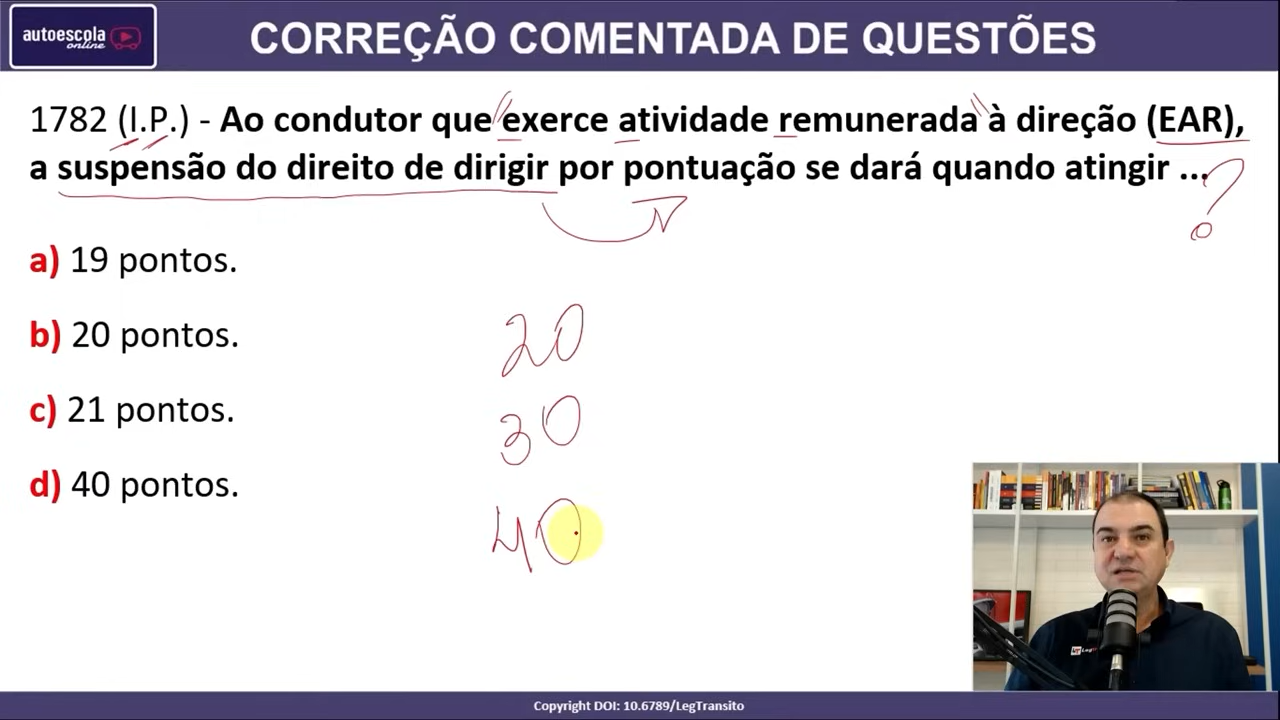 autoescola
online
CORREÇÃO COMENTADA DE QUESTÕES
1782 (I.P.) - Ao condutor que exerce atividade remunerada à direção (EAR),
a suspensão do direito de dirigir por pontuação se dará quando atingir ...
?
a) 19 pontos.
b) 20 pontos.
c) 21 pontos.
d) 40 pontos.
20
30
40
Copyright DOI: 10.6789/LegTransito